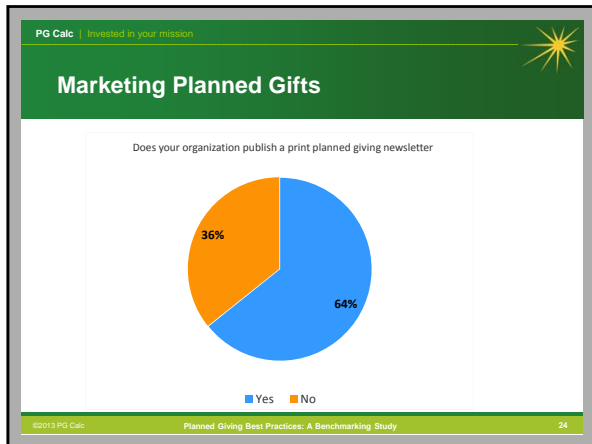 PG Calc | Invested in your mission
Marketing Planned Gifts
Does your organization publish a print planned giving newsletter
36%
64%
Yes No
©2013 PG Calc Planned Giving Best Practices: A Benchmarking Study 24